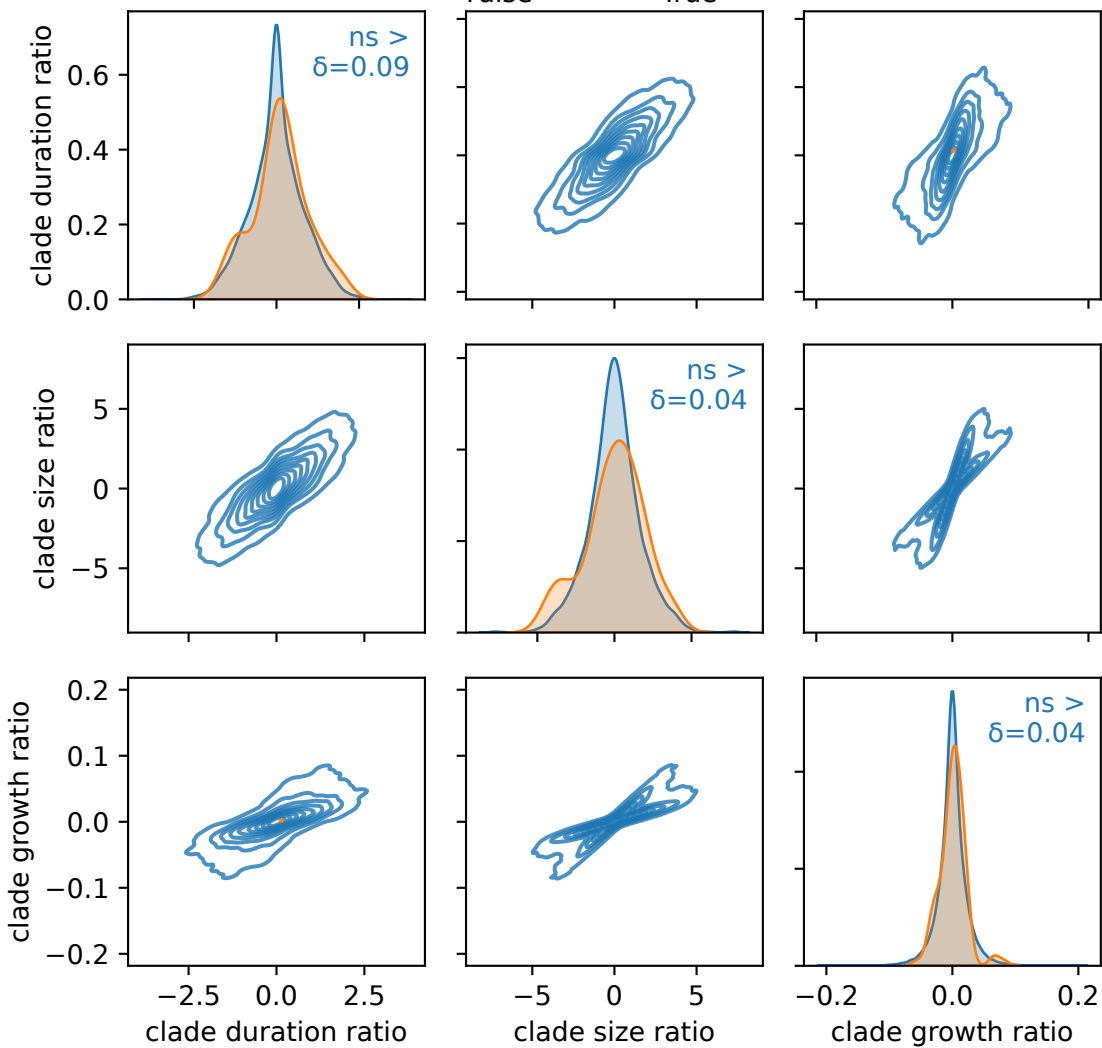 clade duration ratio
0.6
0.4
0.2
0.0
ns >
δ=0.09
clade size ratio
5
0
−5
ns >
δ=0.04
clade growth ratio
0.2
0.1
0.0
−0.1
−0.2
ns >
δ=0.04
−2.5 0.0 2.5
−5 0 5
−0.2 0.0 0.2
clade duration ratio
clade size ratio
clade growth ratio